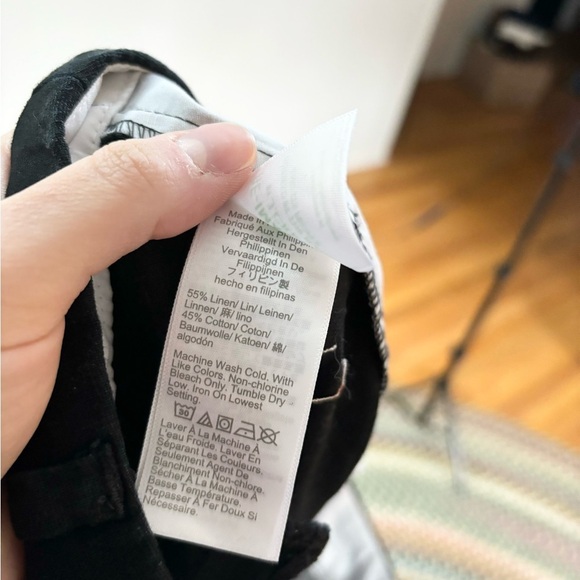 Made In
Fabriqué Aux Philipp
Hergestellt In Den
Philippinen
Vervaardigd In De
Filippijnen
フィリピン製
hecho en filipinas
55% Linen/ Lin/ Leinen/
Linnen/ 麻/ lino
45% Cotton/ Coton/
Baumwolle/ Katoen/ 綿/
algodón
Machine Wash Cold. With
Like Colors. Non-chlorine
Bleach Only. Tumble Dry
Low. Iron On Lowest
Setting.
30
Laver À La Machine À
L'eau Froide. Laver En
Séparant Les Couleurs.
Seulement Agent De
Blanchiment Non-chlore.
Sécher À La Machine À
Basse Température.
Repasser À Fer Doux Si
Nécessaire.